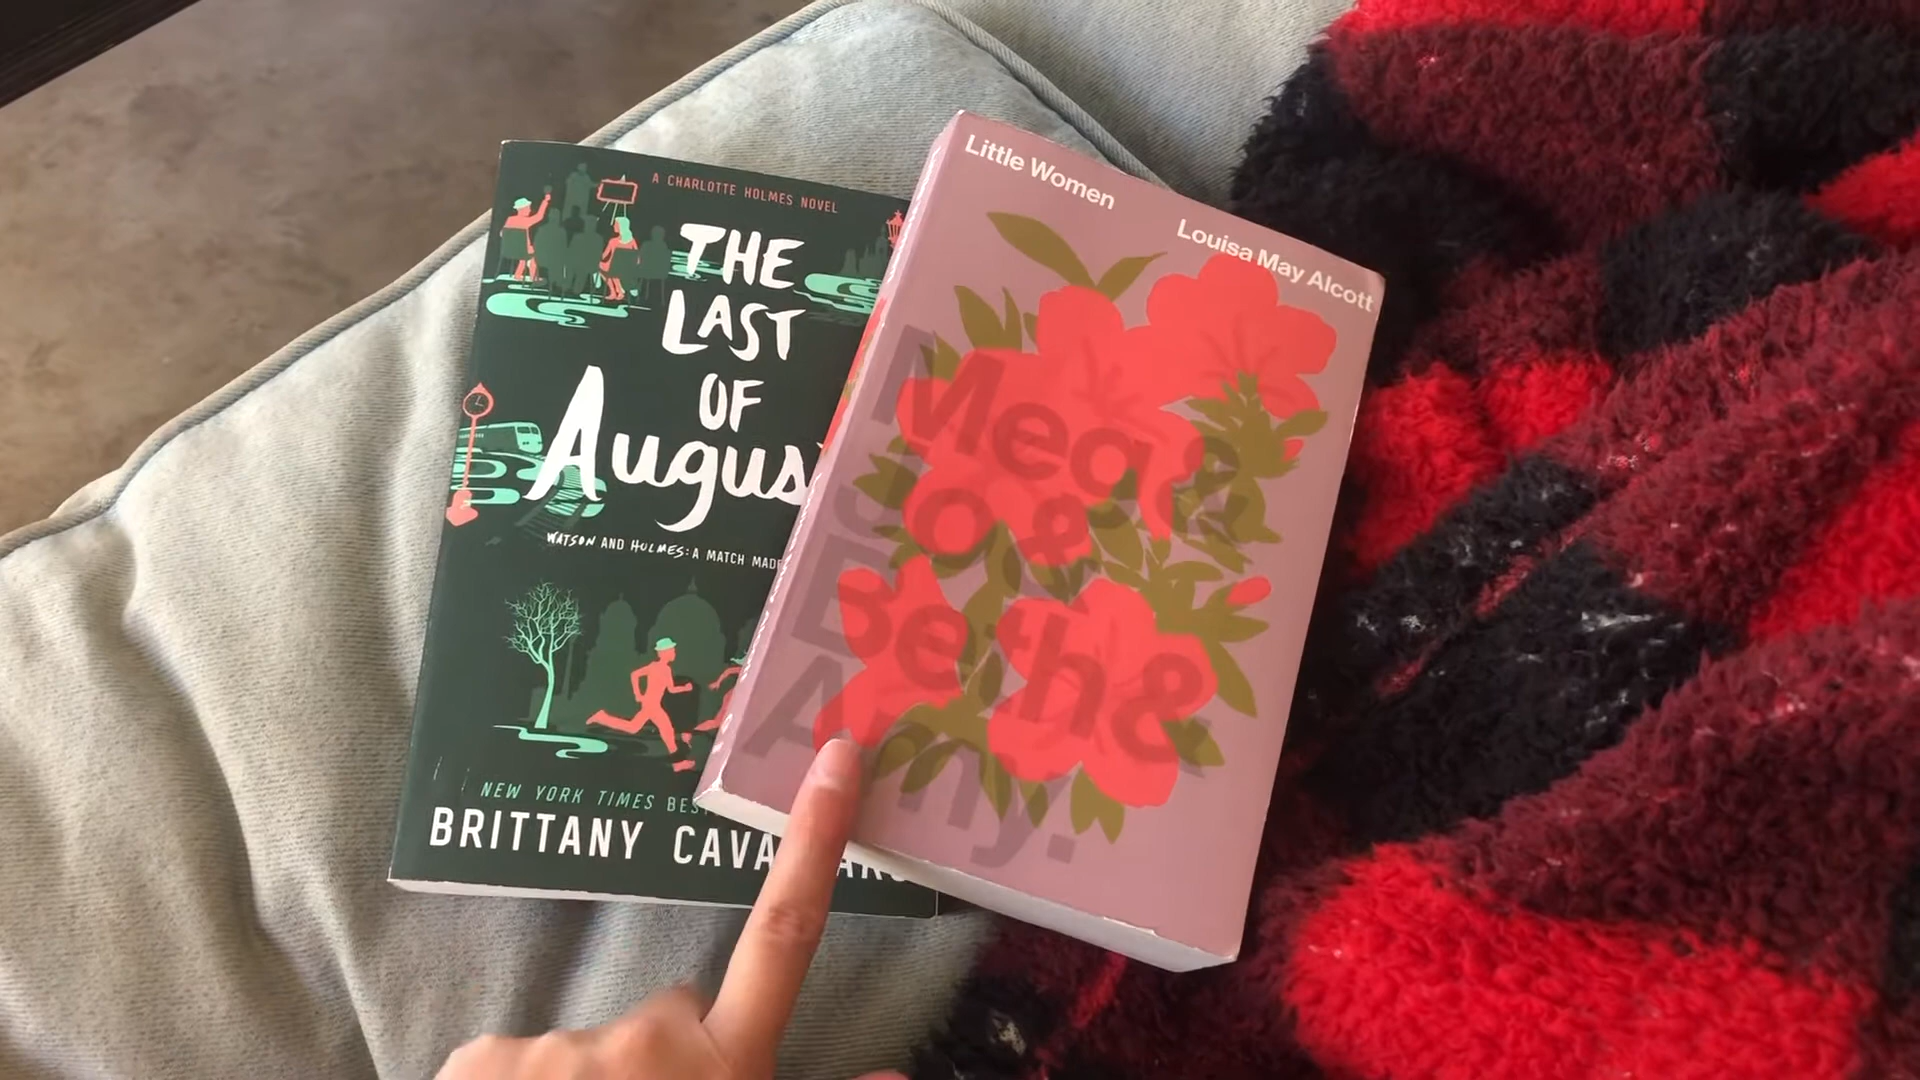 A CHARLOTTE HOLMES NOVEL
THE
LAST
OF
Augus
WATSON AND HOLMES: A MATCH MADE
NEW YORK TIMES BES
BRITTANY CAVA
Little Women
Louisa May Alcott
Meg &
Jo &
Beth &
Amy.